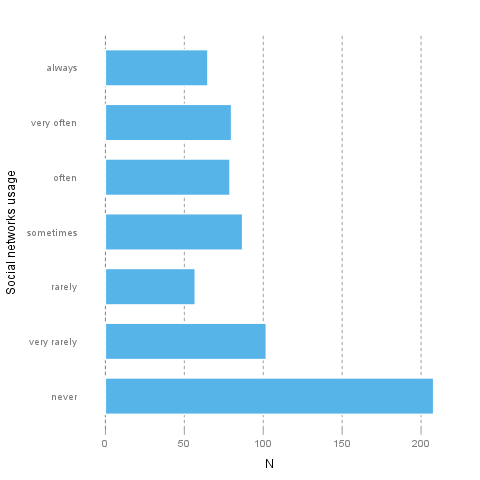 Social networks usage
always
very often
often
sometimes
rarely
very rarely
never
0 50 100 150 200
N